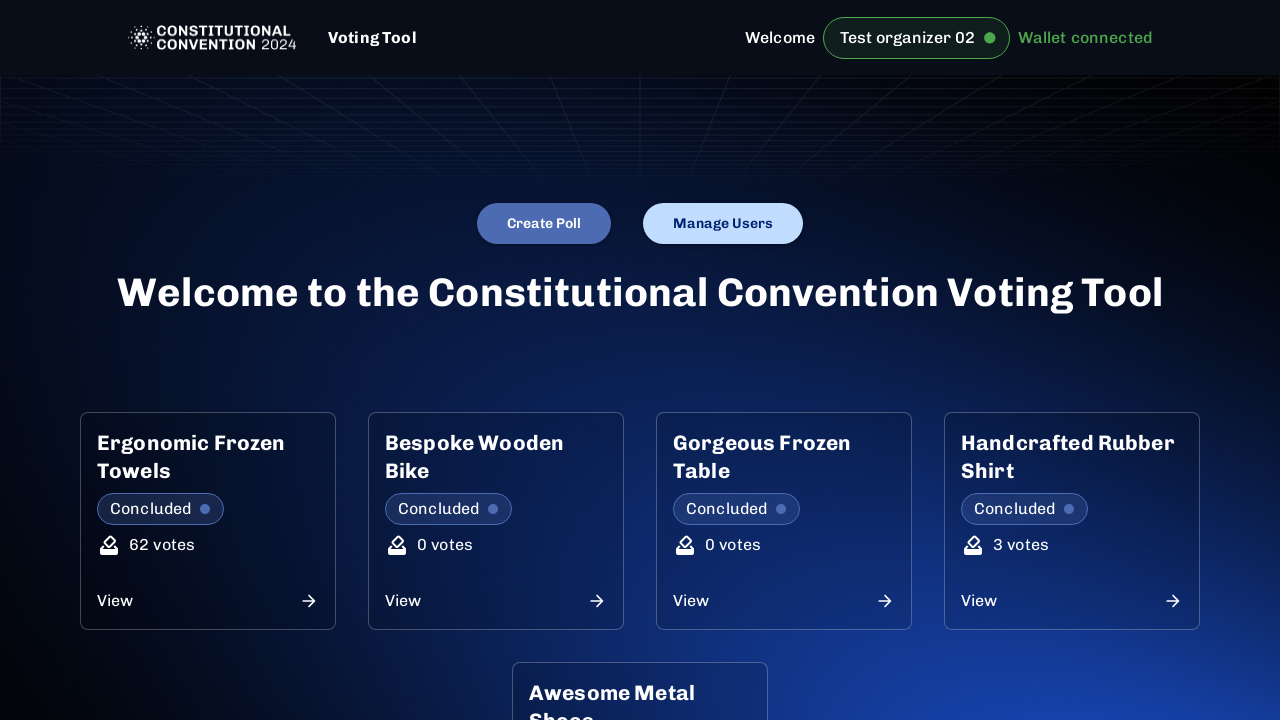 CONSTITUTIONAL
CONVENTION 2024
Voting Tool
Welcome
Test organizer 02
Wallet connected
Create Poll
Manage Users
Welcome to the Constitutional Convention Voting Tool
Ergonomic Frozen
Towels
Concluded
62 votes
View
Bespoke Wooden
Bike
Concluded
0 votes
View
Gorgeous Frozen
Table
Concluded
0 votes
View
Handcrafted Rubber
Shirt
Concluded
3 votes
View
Awesome Metal